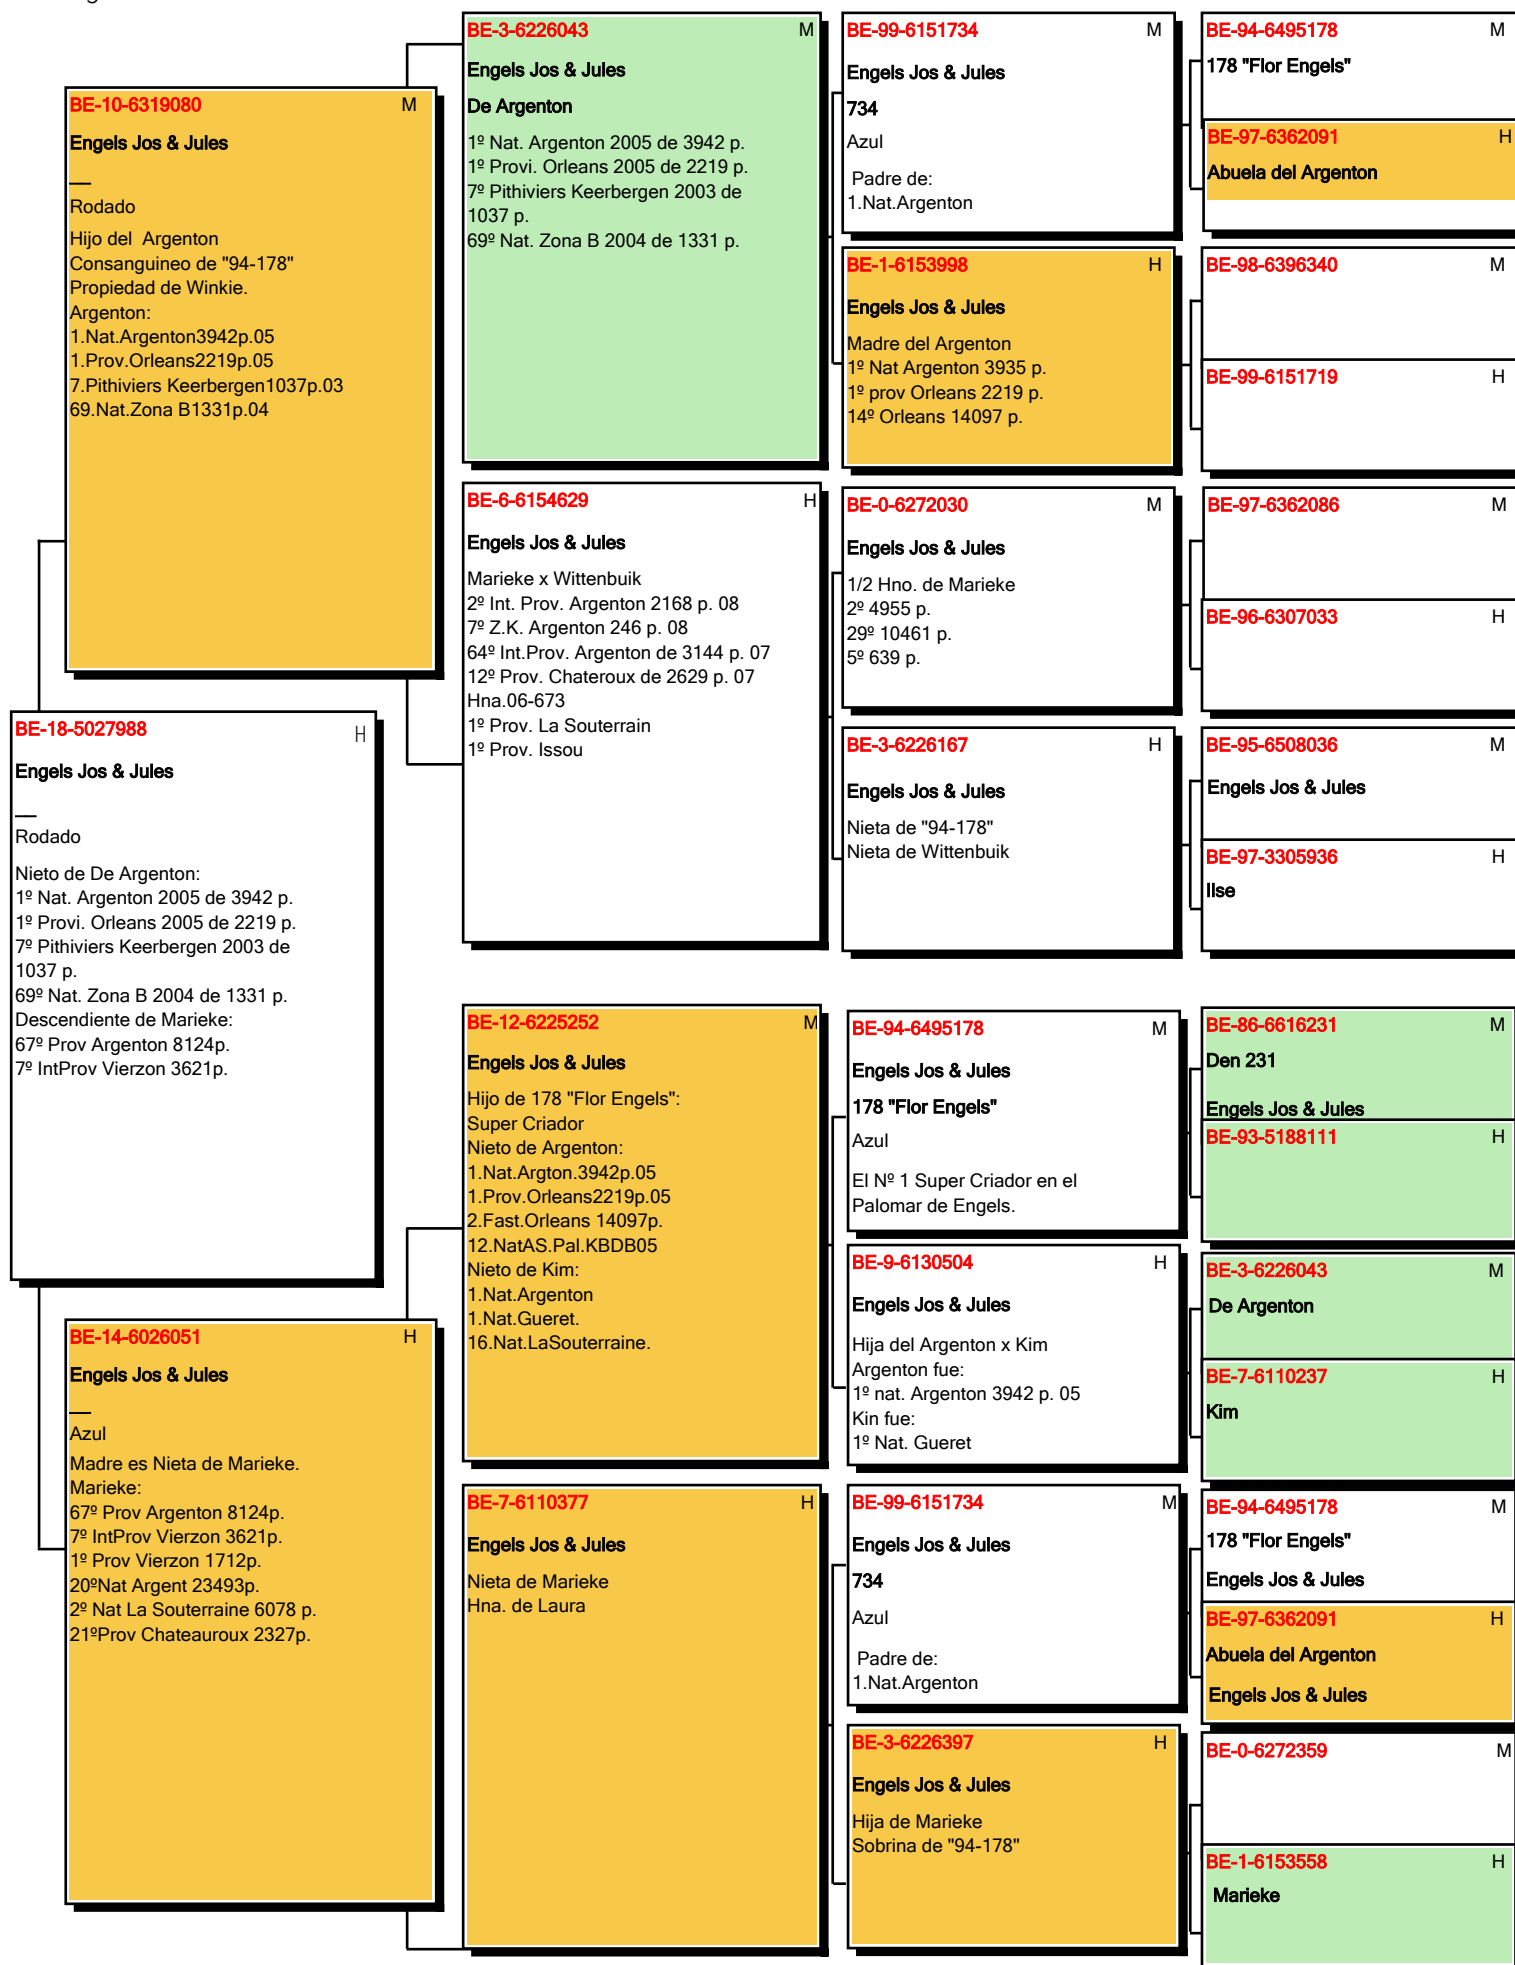 BE-18-5027988 H
Engels Jos & Jules
__
Rodado
Nieto de De Argenton:
1º Nat. Argenton 2005 de 3942 p.
1º Provi. Orleans 2005 de 2219 p.
7º Pithiviers Keerbergen 2003 de
1037 p.
69º Nat. Zona B 2004 de 1331 p.
Descendiente de Marieke:
67º Prov Argenton 8124p.
7º IntProv Vierzon 3621p.
BE-10-6319080 M
Engels Jos & Jules
__
Rodado
Hijo del Argenton
Consanguineo de "94-178"
Propiedad de Winkie.
Argenton:
1.Nat.Argenton3942p.05
1.Prov.Orleans2219p.05
7.Pithiviers Keerbergen1037p.03
69.Nat.Zona B1331p.04
BE-14-6026051 H
Engels Jos & Jules
__
Azul
Madre es Nieta de Marieke.
Marieke:
67º Prov Argenton 8124p.
7º IntProv Vierzon 3621p.
1º Prov Vierzon 1712p.
20ºNat Argent 23493p.
2º Nat La Souterraine 6078 p.
21ºProv Chateauroux 2327p.
BE-3-6226043 M
Engels Jos & Jules
De Argenton
1º Nat. Argenton 2005 de 3942 p.
1º Provi. Orleans 2005 de 2219 p.
7º Pithiviers Keerbergen 2003 de
1037 p.
69º Nat. Zona B 2004 de 1331 p.
BE-6-6154629 H
Engels Jos & Jules
Marieke x Wittenbuik
2º Int. Prov. Argenton 2168 p. 08
7º Z.K. Argenton 246 p. 08
64º Int.Prov. Argenton de 3144 p. 07
12º Prov. Chateroux de 2629 p. 07
Hna.06-673
1º Prov. La Souterrain
1º Prov. Issou
BE-12-6225252 M
Engels Jos & Jules
Hijo de 178 "Flor Engels":
Super Criador
Nieto de Argenton:
1.Nat.Argton.3942p.05
1.Prov.Orleans2219p.05
2.Fast.Orleans 14097p.
12.NatAS.Pal.KBDB05
Nieto de Kim:
1.Nat.Argenton
1.Nat.Gueret.
16.Nat.LaSouterraine.
BE-7-6110377 H
Engels Jos & Jules
Nieta de Marieke
Hna. de Laura
BE-99-6151734 M
Engels Jos & Jules
734
Azul
Padre de:
1.Nat.Argenton
BE-1-6153998 H
Engels Jos & Jules
Madre del Argenton
1º Nat Argenton 3935 p.
1º prov Orleans 2219 p.
14º Orleans 14097 p.
BE-0-6272030 M
Engels Jos & Jules
1/2 Hno. de Marieke
2º 4955 p.
29º 10461 p.
5º 639 p.
BE-3-6226167 H
Engels Jos & Jules
Nieta de "94-178"
Nieta de Wittenbuik
BE-94-6495178 M
Engels Jos & Jules
178 "Flor Engels"
Azul
El Nº 1 Super Criador en el
Palomar de Engels.
BE-9-6130504 H
Engels Jos & Jules
Hija del Argenton x Kim
Argenton fue:
1º nat. Argenton 3942 p. 05
Kin fue:
1º Nat. Gueret
BE-99-6151734 M
Engels Jos & Jules
734
Azul
Padre de:
1.Nat.Argenton
BE-3-6226397 H
Engels Jos & Jules
Hija de Marieke
Sobrina de "94-178"
BE-94-6495178 M
178 "Flor Engels"
BE-97-6362091 H
Abuela del Argenton
BE-98-6396340 M
BE-99-6151719 H
BE-97-6362086 M
BE-96-6307033 H
BE-95-6508036 M
Engels Jos & Jules
BE-97-3305936 H
Ilse
BE-86-6616231 M
Den 231
Engels Jos & Jules
BE-93-5188111 H
BE-3-6226043 M
De Argenton
BE-7-6110237 H
Kim
BE-94-6495178 M
178 "Flor Engels"
Engels Jos & Jules
BE-97-6362091 H
Abuela del Argenton
Engels Jos & Jules
BE-0-6272359 M
BE-1-6153558 H
Marieke